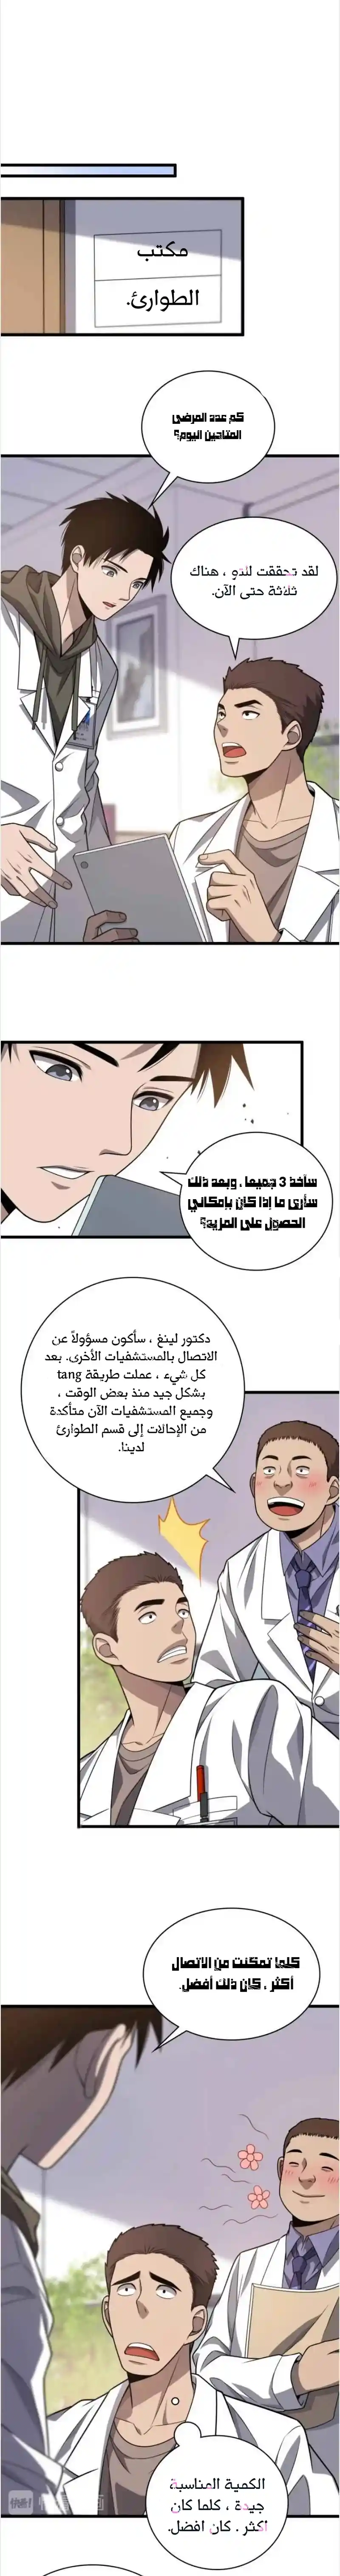 مكتب
الطوارئ.
كم عدد المرضى
المتاحين اليوم؟
لقد تحققت للتو ، هناك
ثلاثة حتى الآن.
سآخذ 3 جميعا ، وبعد ذلك
سأرى ما إذا كان بإمكاني
الحصول على المزيد؟
دكتور لينغ ، سأكون مسؤولاً عن
الاتصال بالمستشفيات الأخرى. بعد
كل شيء ، عملت طريقة tang
بشكل جيد منذ بعض الوقت ،
وجميع المستشفيات الآن متأكدة
من الإحالات إلى قسم الطوارئ
لدينا.
كلما تمكنت من الاتصال
أكثر ، كان ذلك أفضل.
الكمية المناسبة
جيدة ، كلما كان
اكثر . كان افضل.